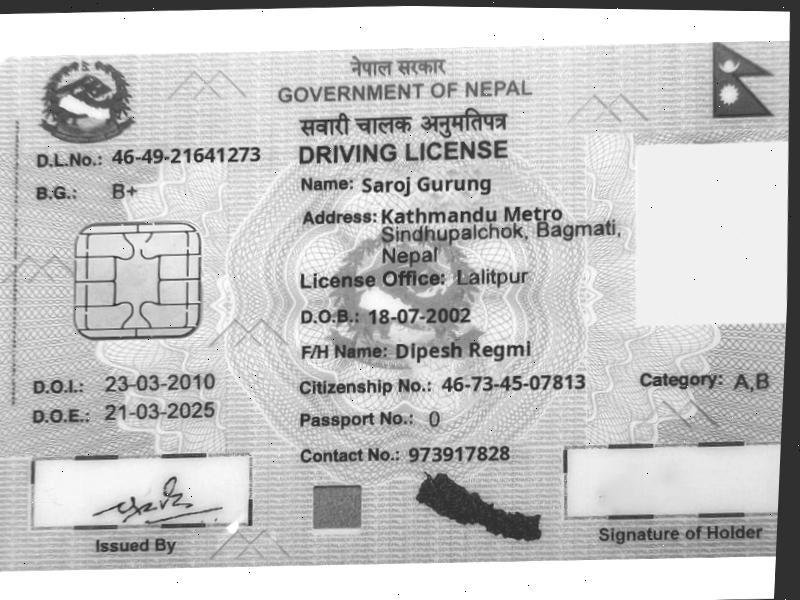 नेपाल सरकार
GOVERNMENT OF NEPAL
सवारी चालक अनुमतिपत्र
DRIVING LICENSE
D.L.No.: 46-49-21641273
B.G.: B+
Name: Saroj Gurung
Address: Kathmandu Metro
Sindhupalchok, Bagmati,
Nepal
License Office: Lalitpur
D.O.B.: 18-07-2002
F/H Name: Dipesh Regmi
D.O.I.: 23-03-2010
Citizenship No.: 46-73-45-07813
Category: A,B
D.O.E.: 21-03-2025
Passport No.: 0
Contact No.: 973917828
Issued By
Signature of Holder